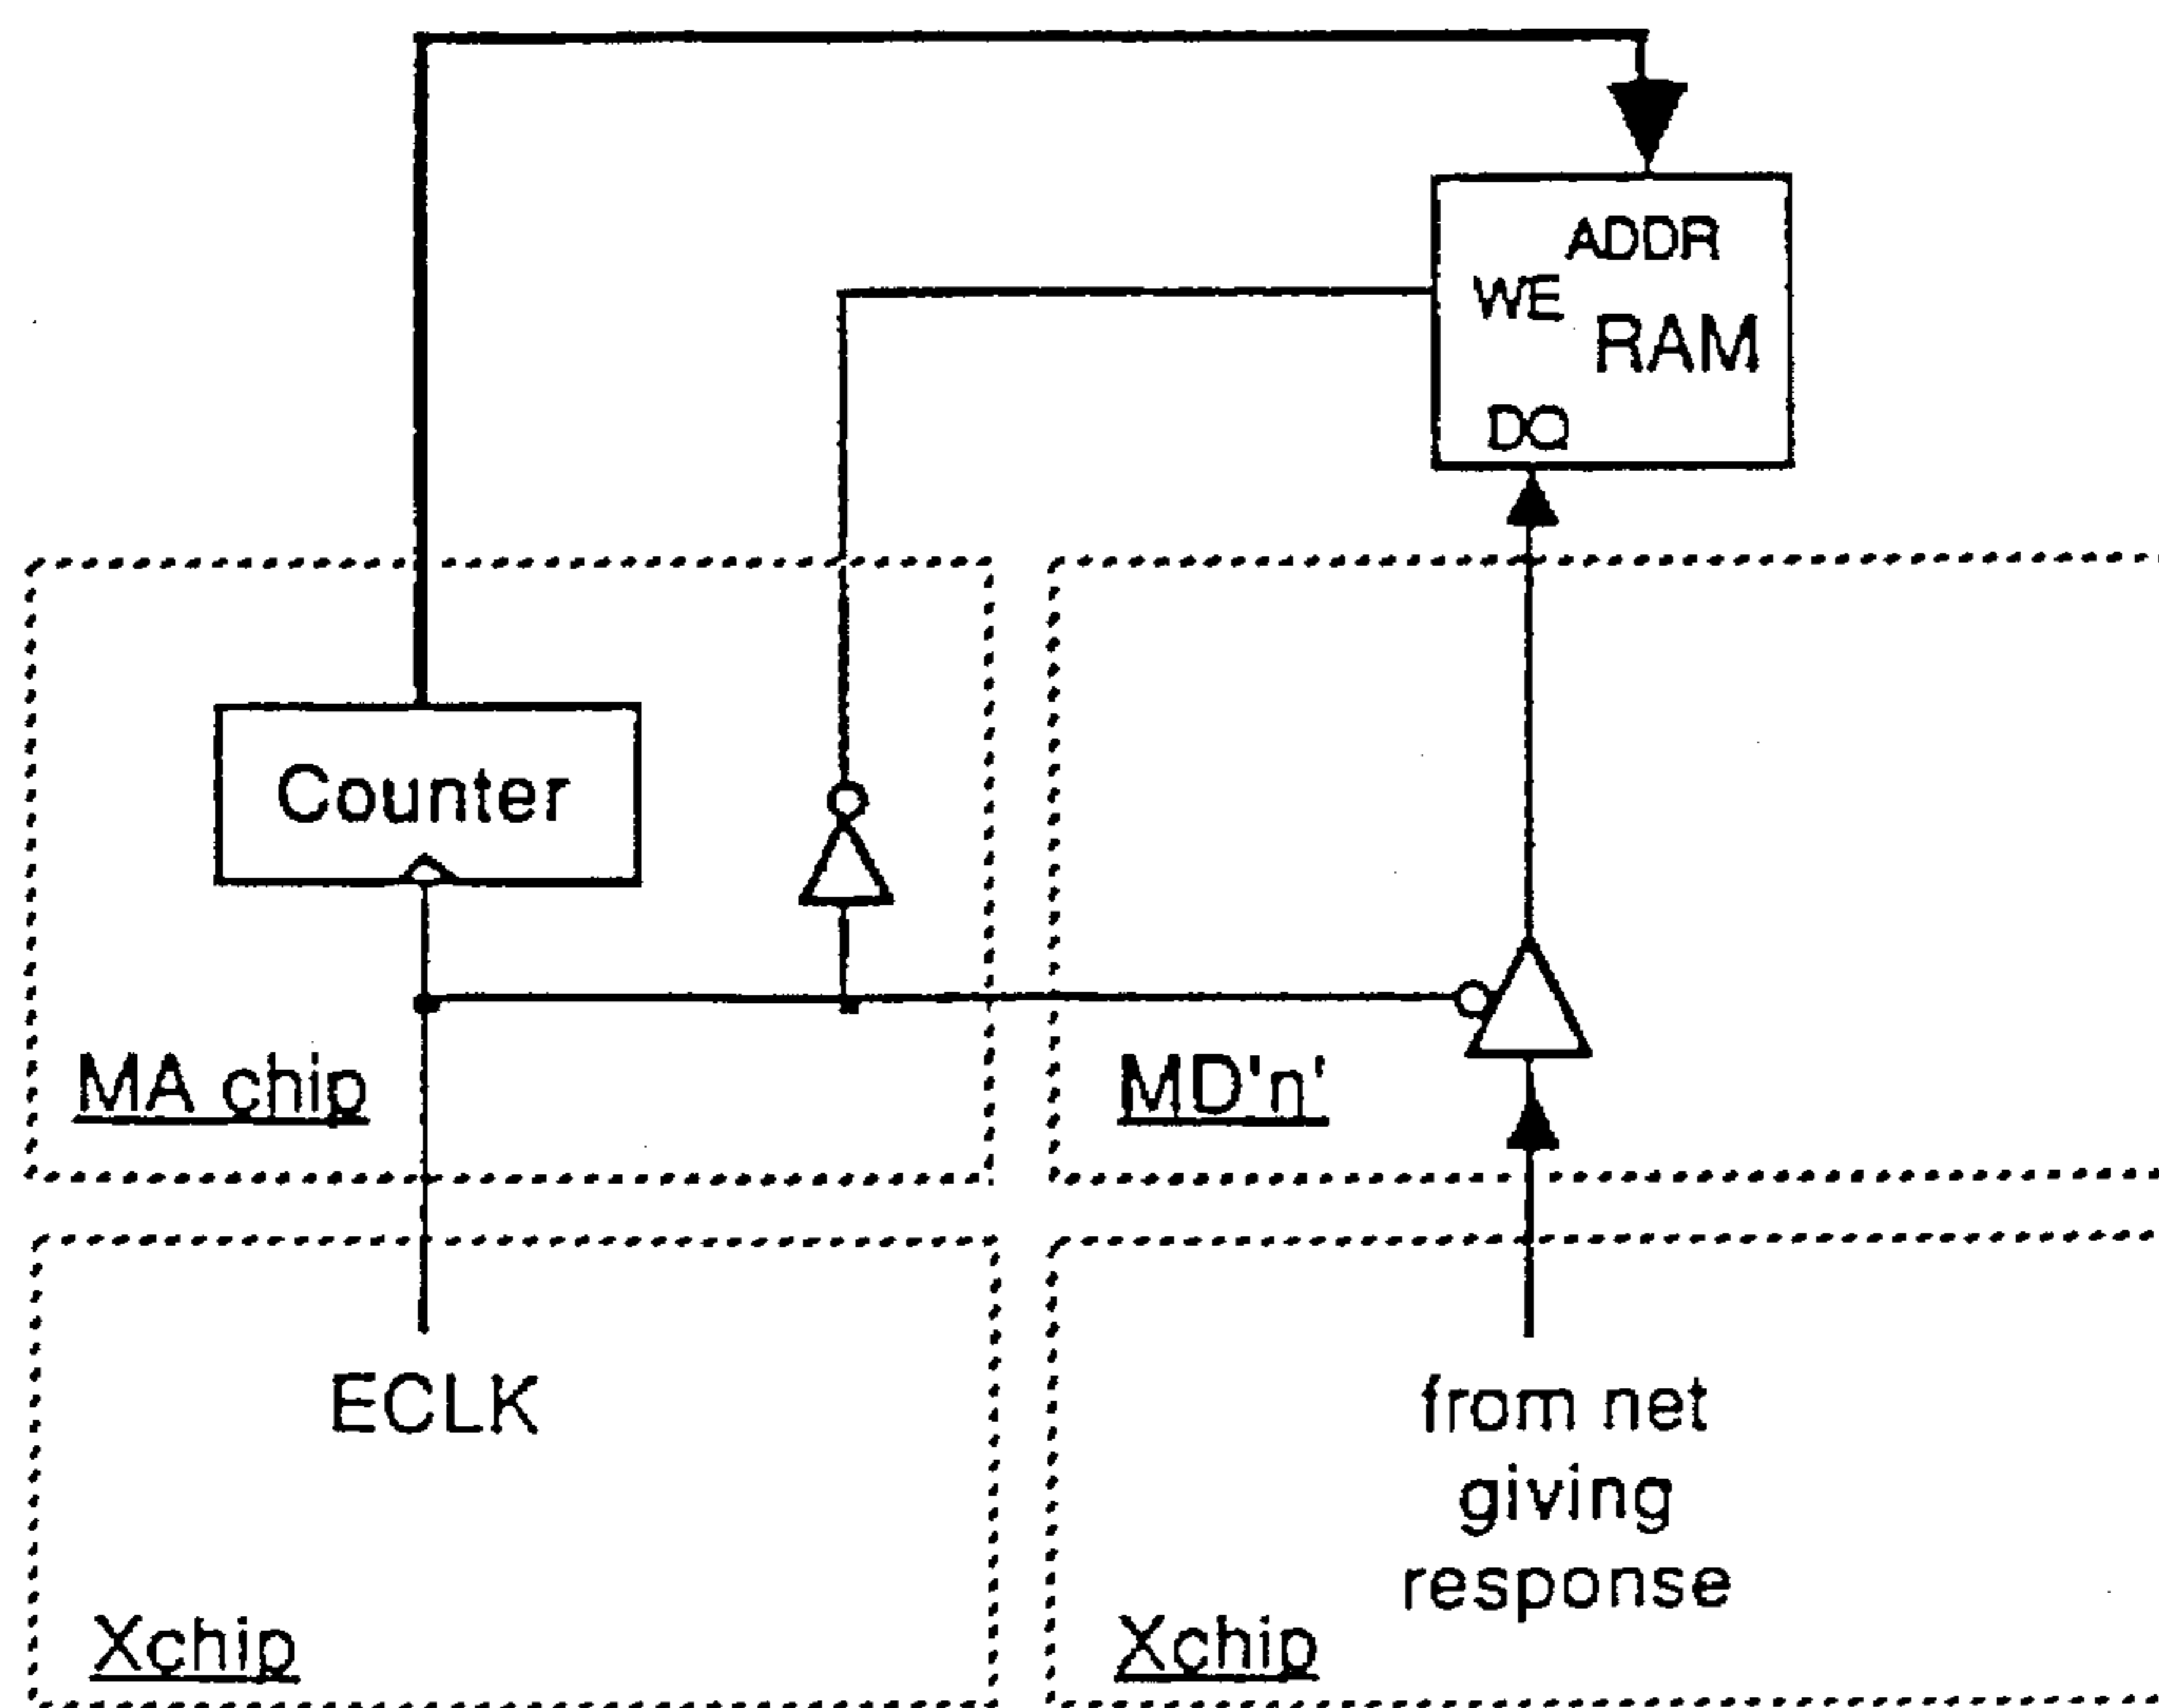 ADDR
WE
RAM
DQ
Counter
MA chip
MD'n'
ECLK
from net
giving
response
Xchip
Xchip